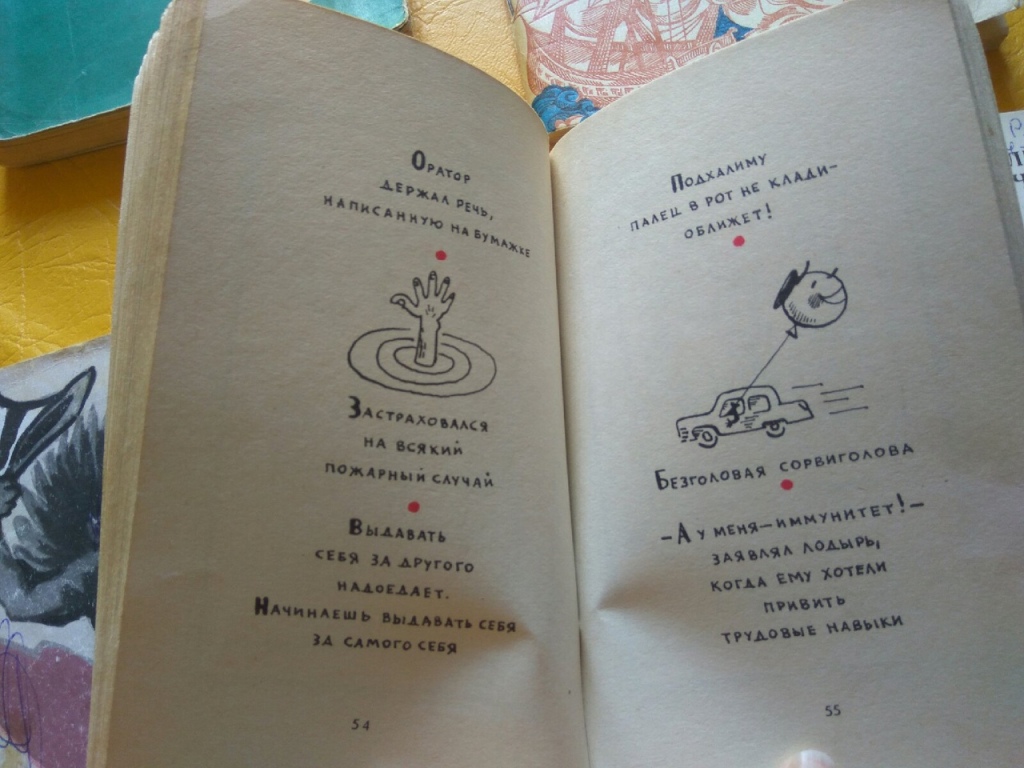 Оратор
держал речь,
написанную на бумажке
Застраховался
на всякий
пожарный случай
Выдавать
себя за другого
надоедает.
Начинаешь выдавать себя
за самого себя
54
Подхалиму
палец в рот не клади–
оближет!
Безголовая сорвиголова
–А у меня–иммунитет!–
заявлял лодырь,
когда ему хотели
привить
трудовые навыки
55